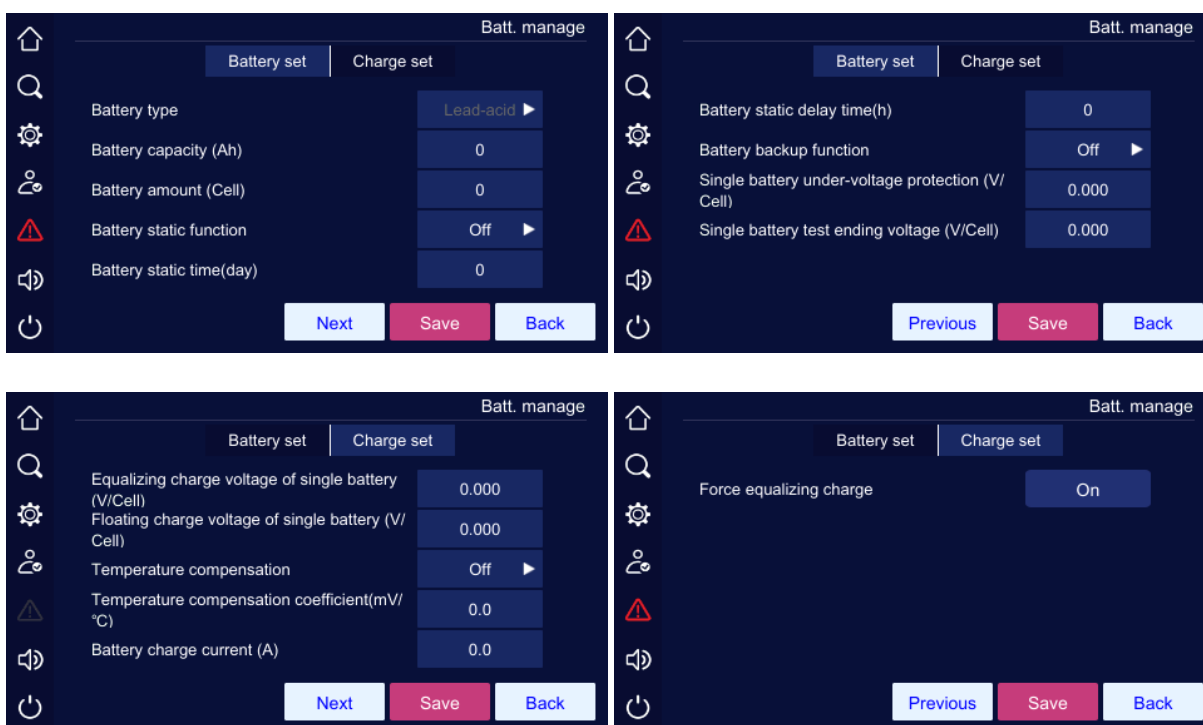 Batt. manage
Battery set Charge set
Battery type Lead-acid
Battery capacity (Ah) 0
Battery amount (Cell) 0
Battery static function Off
Battery static time(day) 0
Next Save Back
Batt. manage
Battery set Charge set
Battery static delay time(h) 0
Battery backup function Off
Single battery under-voltage protection (V/
Cell) 0.000
Single battery test ending voltage (V/Cell) 0.000
Previous Save Back
Batt. manage
Battery set Charge set
Equalizing charge voltage of single battery
(V/Cell) 0.000
Floating charge voltage of single battery (V/
Cell) 0.000
Temperature compensation Off
Temperature compensation coefficient(mV/
°C) 0.0
Battery charge current (A) 0.0
Next Save Back
Batt. manage
Battery set Charge set
Force equalizing charge On
Previous Save Back